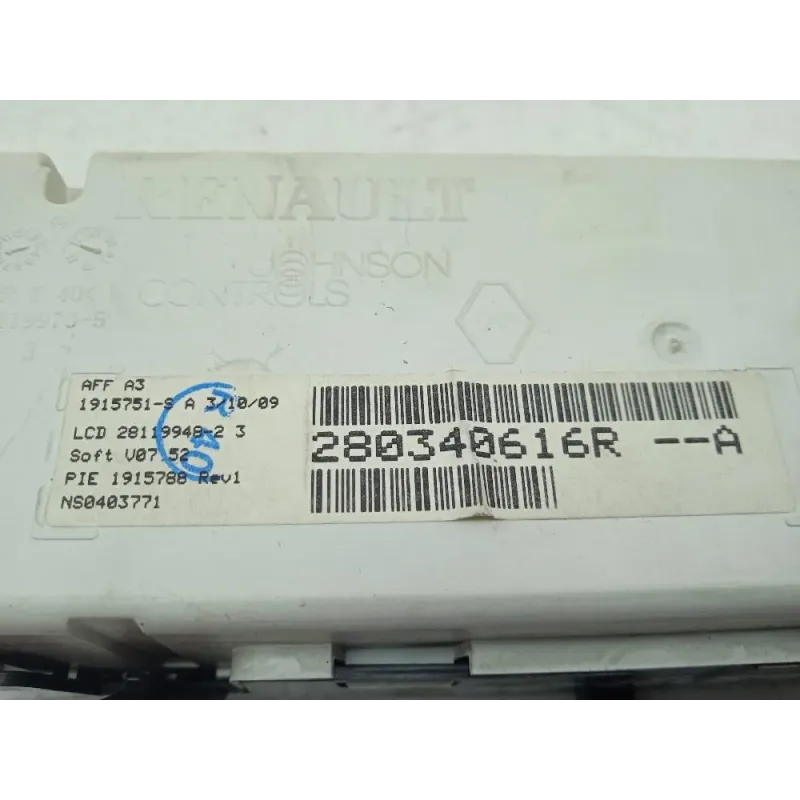 RENAULT
JOHNSON
CONTROLS
AFF A3
1915751-S A 3/10/09
LCD 28119948-2 3
Soft V07.52
PIE 1915788 Rev1
NS0403771
280340616R --A
R 40